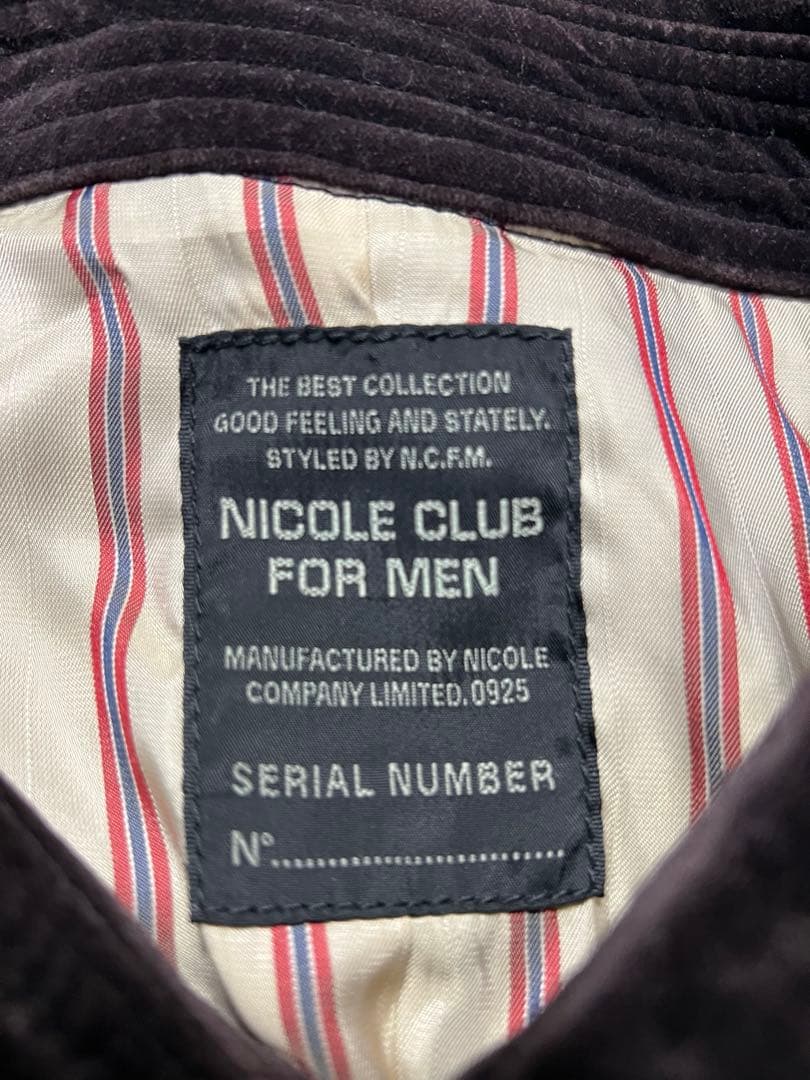 THE BEST COLLECTION
GOOD FEELING AND STATELY.
STYLED BY N.C.F.M.
NICOLE CLUB
FOR MEN
MANUFACTURED BY NICOLE
COMPANY LIMITED.0925
SERIAL NUMBER
N°...........................